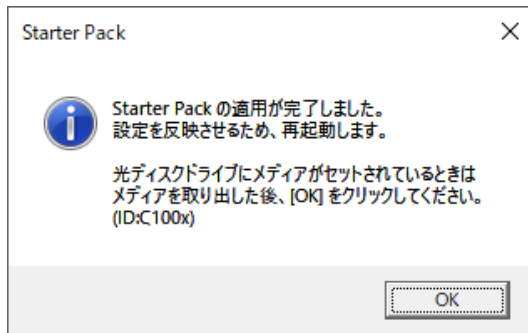 Starter Pack
Starter Pack の適用が完了しました。
設定を反映させるため、再起動します。
光ディスクドライブにメディアがセットされているときは
メディアを取り出した後、[OK] をクリックしてください。
(ID:C100x)
OK